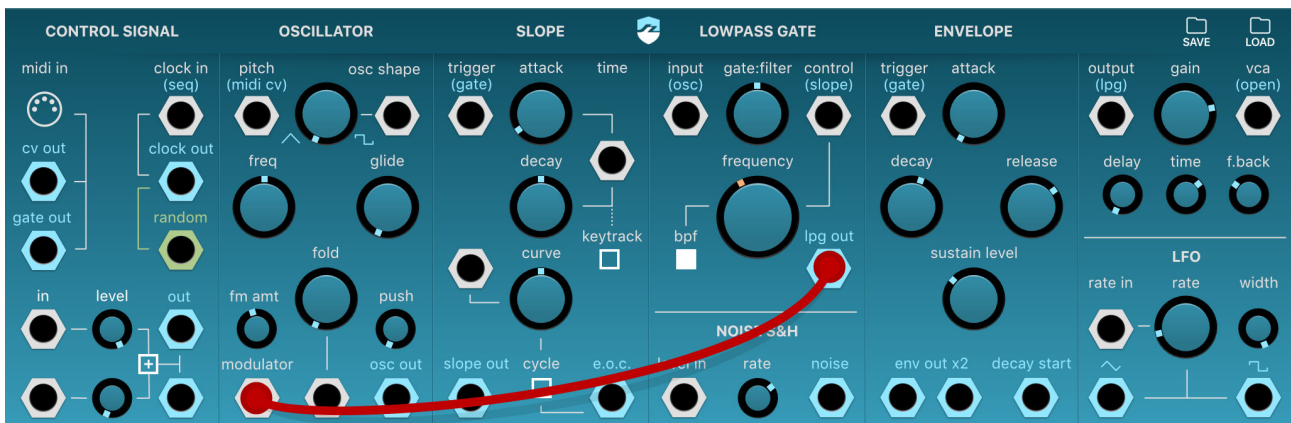 CONTROL SIGNAL
OSCILLATOR
SLOPE
LOWPASS GATE
ENVELOPE
SAVE
LOAD
midi in
clock in
(seq)
cv out
clock out
gate out
random
in
level
out
pitch
(midi cv)
osc shape
freq
glide
fold
fm amt
push
modulator
osc out
trigger
(gate)
attack
time
decay
keytrack
curve
slope out
cycle
e.o.c.
input
(osc)
gate:filter
control
(slope)
frequency
bpf
lpg out
NOISE S&H
level in
rate
noise
trigger
(gate)
attack
decay
release
sustain level
env out x2
decay start
output
(lpg)
gain
vca
(open)
delay
time
f.back
LFO
rate in
rate
width